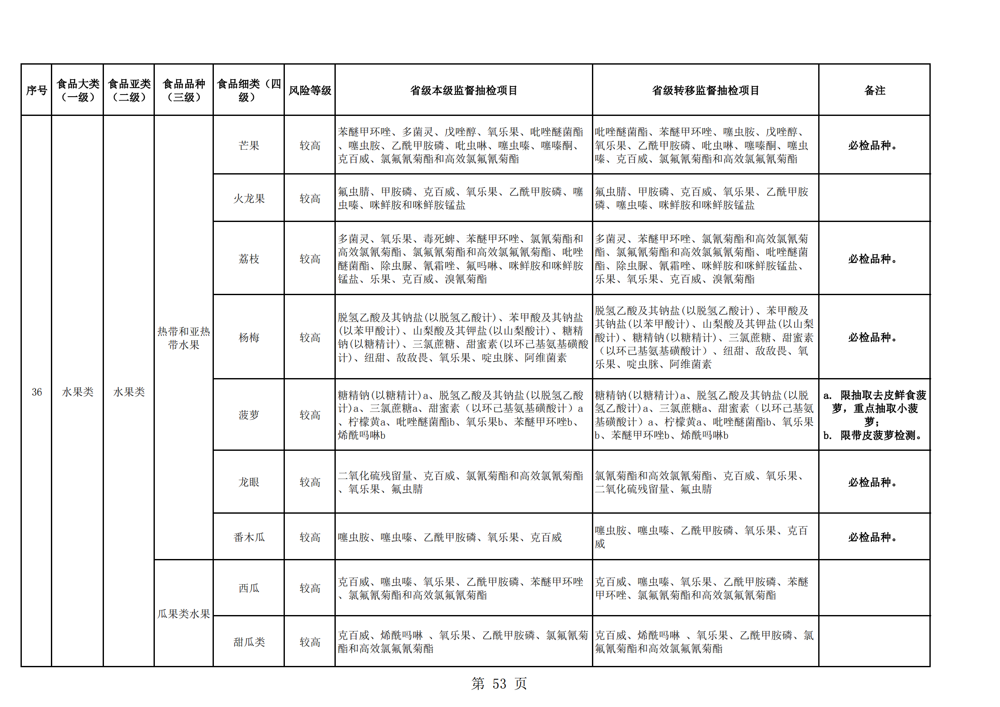 序号
食品大类
（一级）
食品亚类
（二级）
食品品种
（三级）
食品细类（四
级）
风险等级
省级本级监督抽检项目
省级转移监督抽检项目
备注
36
水果类
水果类
热带和亚热
带水果
芒果
较高
苯醚甲环唑、多菌灵、戊唑醇、氧乐果、吡唑醚菌酯
、噻虫胺、乙酰甲胺磷、吡虫啉、噻虫嗪、噻嗪酮、
克百威、氯氟氰菊酯和高效氯氟氰菊酯
吡唑醚菌酯、苯醚甲环唑、噻虫胺、戊唑醇、
氧乐果、乙酰甲胺磷、吡虫啉、噻嗪酮、噻虫
嗪、克百威、氯氟氰菊酯和高效氯氟氰菊酯
必检品种。
火龙果
较高
氟虫腈、甲胺磷、克百威、氧乐果、乙酰甲胺磷、噻
虫嗪、咪鲜胺和咪鲜胺锰盐
氟虫腈、甲胺磷、克百威、氧乐果、乙酰甲胺
磷、噻虫嗪、咪鲜胺和咪鲜胺锰盐
荔枝
较高
多菌灵、氧乐果、毒死蜱、苯醚甲环唑、氯氰菊酯和
高效氯氰菊酯、氯氟氰菊酯和高效氯氟氰菊酯、吡唑
醚菌酯、除虫脲、氰霜唑、氟吗啉、咪鲜胺和咪鲜胺
锰盐、乐果、克百威、溴氰菊酯
多菌灵、苯醚甲环唑、氯氰菊酯和高效氯氰菊
酯、氯氟氰菊酯和高效氯氟氰菊酯、吡唑醚菌
酯、除虫脲、氰霜唑、咪鲜胺和咪鲜胺锰盐、
乐果、氧乐果、克百威、溴氰菊酯
必检品种。
杨梅
较高
脱氢乙酸及其钠盐(以脱氢乙酸计)、苯甲酸及其钠盐
(以苯甲酸计)、山梨酸及其钾盐(以山梨酸计)、糖精
钠(以糖精计)、三氯蔗糖、甜蜜素(以环己基氨基磺酸
计)、纽甜、敌敌畏、氧乐果、啶虫脒、阿维菌素
脱氢乙酸及其钠盐(以脱氢乙酸计)、苯甲酸及
其钠盐(以苯甲酸计)、山梨酸及其钾盐(以山梨
酸计)、糖精钠(以糖精计)、三氯蔗糖、甜蜜素
（以环己基氨基磺酸计）、纽甜、敌敌畏、氧
乐果、啶虫脒、阿维菌素
必检品种。
菠萝
较高
糖精钠(以糖精计)a、脱氢乙酸及其钠盐(以脱氢乙酸
计)a、三氯蔗糖a、甜蜜素（以环己基氨基磺酸计）a
、柠檬黄a、吡唑醚菌酯b、氧乐果b、苯醚甲环唑b、
烯酰吗啉b
糖精钠(以糖精计)a、脱氢乙酸及其钠盐(以脱
氢乙酸计)a、三氯蔗糖a、甜蜜素（以环己基氨
基磺酸计）a、柠檬黄a、吡唑醚菌酯b、氧乐果
b、苯醚甲环唑b、烯酰吗啉b
a. 限抽取去皮鲜食菠
萝，重点抽取小菠
萝；
b. 限带皮菠萝检测。
龙眼
较高
二氧化硫残留量、克百威、氯氰菊酯和高效氯氰菊酯
、氧乐果、氟虫腈
氯氰菊酯和高效氯氰菊酯、克百威、氧乐果、
二氧化硫残留量、氟虫腈
必检品种。
番木瓜
较高
噻虫胺、噻虫嗪、乙酰甲胺磷、氧乐果、克百威
噻虫胺、噻虫嗪、乙酰甲胺磷、氧乐果、克百
威
必检品种。
瓜果类水果
西瓜
较高
克百威、噻虫嗪、氧乐果、乙酰甲胺磷、苯醚甲环唑
、氯氟氰菊酯和高效氯氟氰菊酯
克百威、噻虫嗪、氧乐果、乙酰甲胺磷、苯醚
甲环唑、氯氟氰菊酯和高效氯氟氰菊酯
甜瓜类
较高
克百威、烯酰吗啉 、氧乐果、乙酰甲胺磷、氯氟氰菊
酯和高效氯氟氰菊酯
克百威、烯酰吗啉 、氧乐果、乙酰甲胺磷、氯
氟氰菊酯和高效氯氟氰菊酯
第 53 页